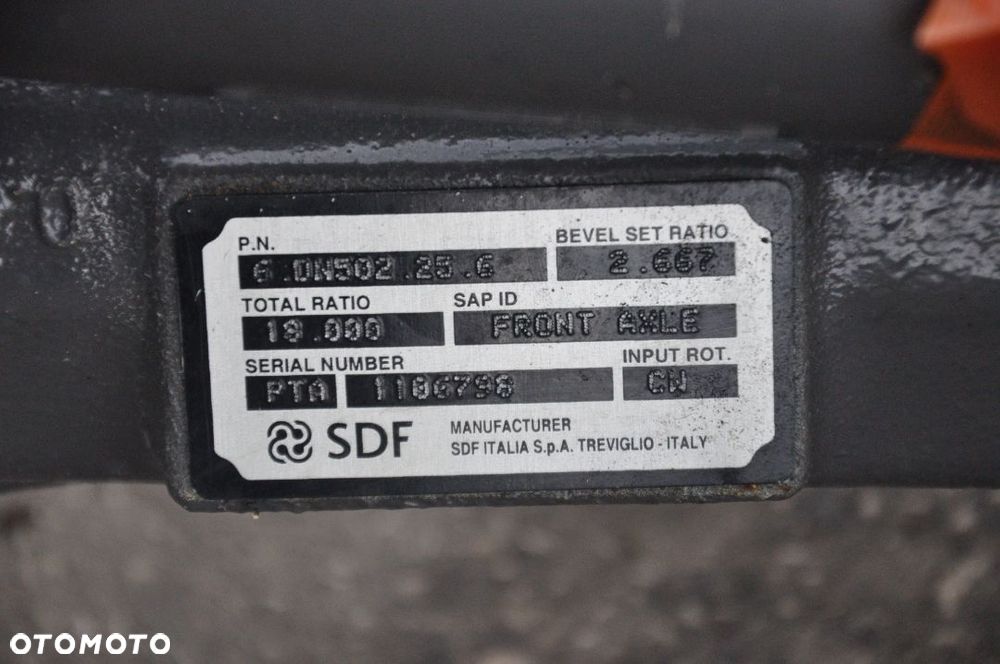 P.N.
BEVEL SET RATIO
6.DN502.25.6
2.667
TOTAL RATIO
SAP ID
18.000
FRONT AXLE
SERIAL NUMBER
INPUT ROT.
PTA
1106798
CW
SDF
MANUFACTURER
SDF ITALIA S.p.A. TREVIGLIO - ITALY
OTOMOTO